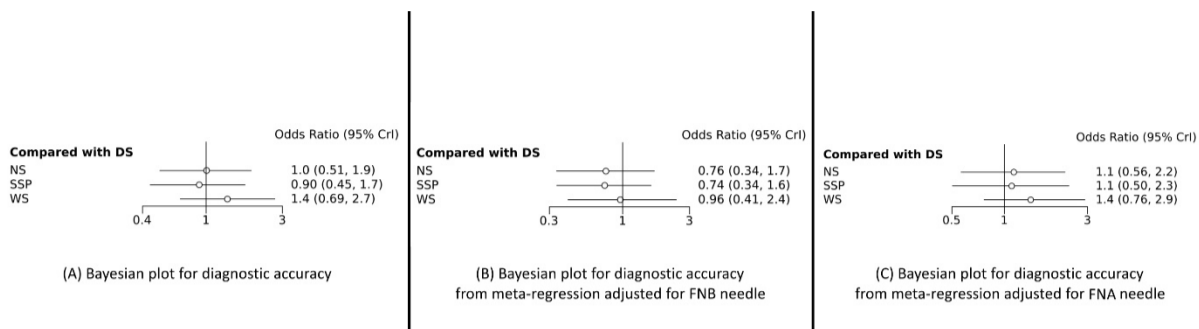 Odds Ratio (95% CrI)
Compared with DS
NS 1.0 (0.51, 1.9)
SSP 0.90 (0.45, 1.7)
WS 1.4 (0.69, 2.7)
0.4 1 3
(A) Bayesian plot for diagnostic accuracy
Odds Ratio (95% CrI)
Compared with DS
NS 0.76 (0.34, 1.7)
SSP 0.74 (0.34, 1.6)
WS 0.96 (0.41, 2.4)
0.3 1 3
(B) Bayesian plot for diagnostic accuracy
from meta-regression adjusted for FNB needle
Odds Ratio (95% CrI)
Compared with DS
NS 1.1 (0.56, 2.2)
SSP 1.1 (0.50, 2.3)
WS 1.4 (0.76, 2.9)
0.5 1 3
(C) Bayesian plot for diagnostic accuracy
from meta-regression adjusted for FNA needle